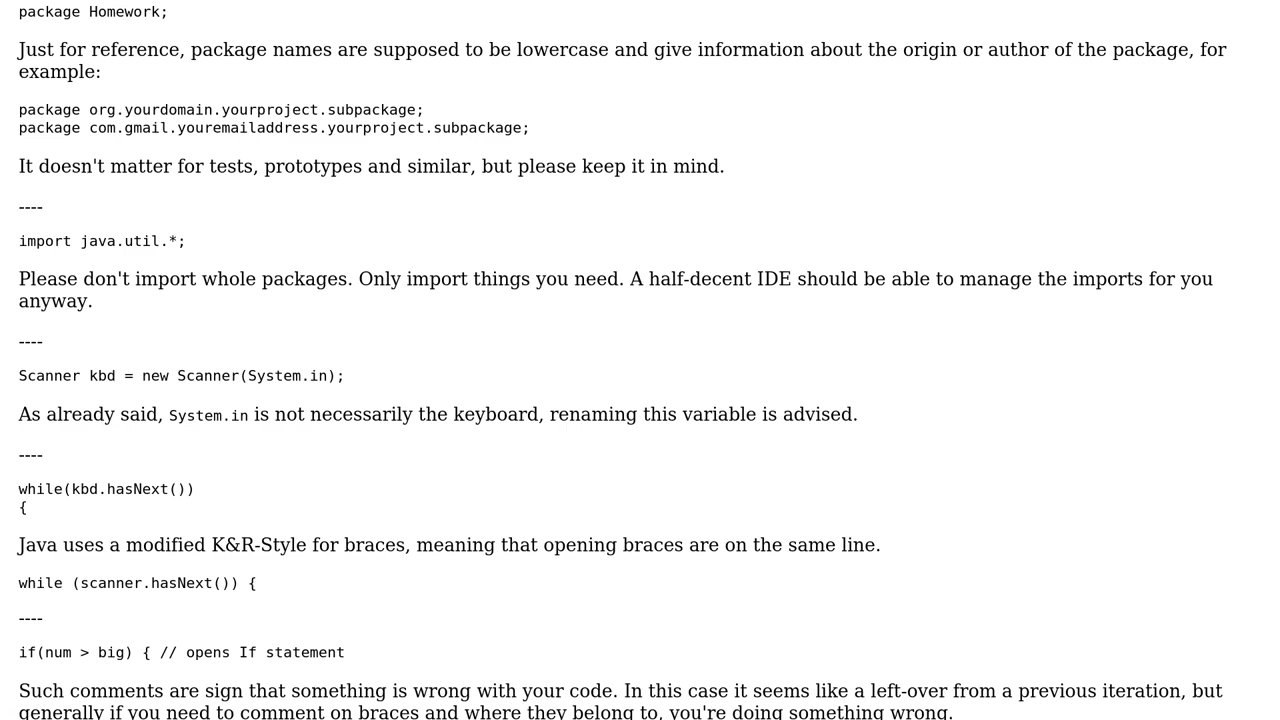 package Homework;
Just for reference, package names are supposed to be lowercase and give information about the origin or author of the package, for
example:
package org.yourdomain.yourproject.subpackage;
package com.gmail.youremailaddress.yourproject.subpackage;
It doesn't matter for tests, prototypes and similar, but please keep it in mind.
----
import java.util.*;
Please don't import whole packages. Only import things you need. A half-decent IDE should be able to manage the imports for you
anyway.
----
Scanner kbd = new Scanner(System.in);
As already said, System.in is not necessarily the keyboard, renaming this variable is advised.
----
while(kbd.hasNext())
{
Java uses a modified K&R-Style for braces, meaning that opening braces are on the same line.
while (scanner.hasNext()) {
----
if(num > big) { // opens If statement
Such comments are sign that something is wrong with your code. In this case it seems like a left-over from a previous iteration, but
generally if you need to comment on braces and where they belong to, you're doing something wrong.